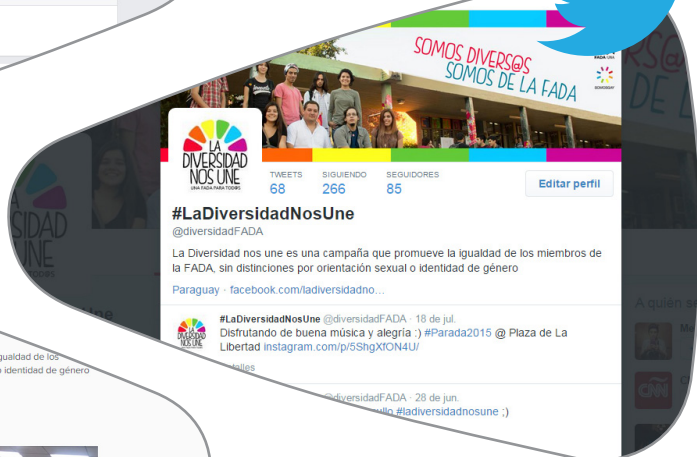 SOMOS DIVERS@S
SOMOS DE LA FADA
LA
DIVERSIDAD
NOS UNE
UNA FADA PARA TOD@S
TWEETS SIGUIENDO SEGUIDORES
68 266 85
Editar perfil
#LaDiversidadNosUne
@diversidadFADA
La Diversidad nos une es una campaña que promueve la igualdad de los miembros de
la FADA, sin distinciones por orientación sexual o identidad de género
Paraguay · facebook.com/ladiversidadno...
#LaDiversidadNosUne @diversidadFADA · 18 de jul.
Disfrutando de buena música y alegría :) #Parada2015 @ Plaza de La
Libertad instagram.com/p/5ShgXfON4U/
@diversidadFADA · 28 de jun.
#ladiversidadnosune ;)
A quién
CNN
gualdad de los
o identidad de género